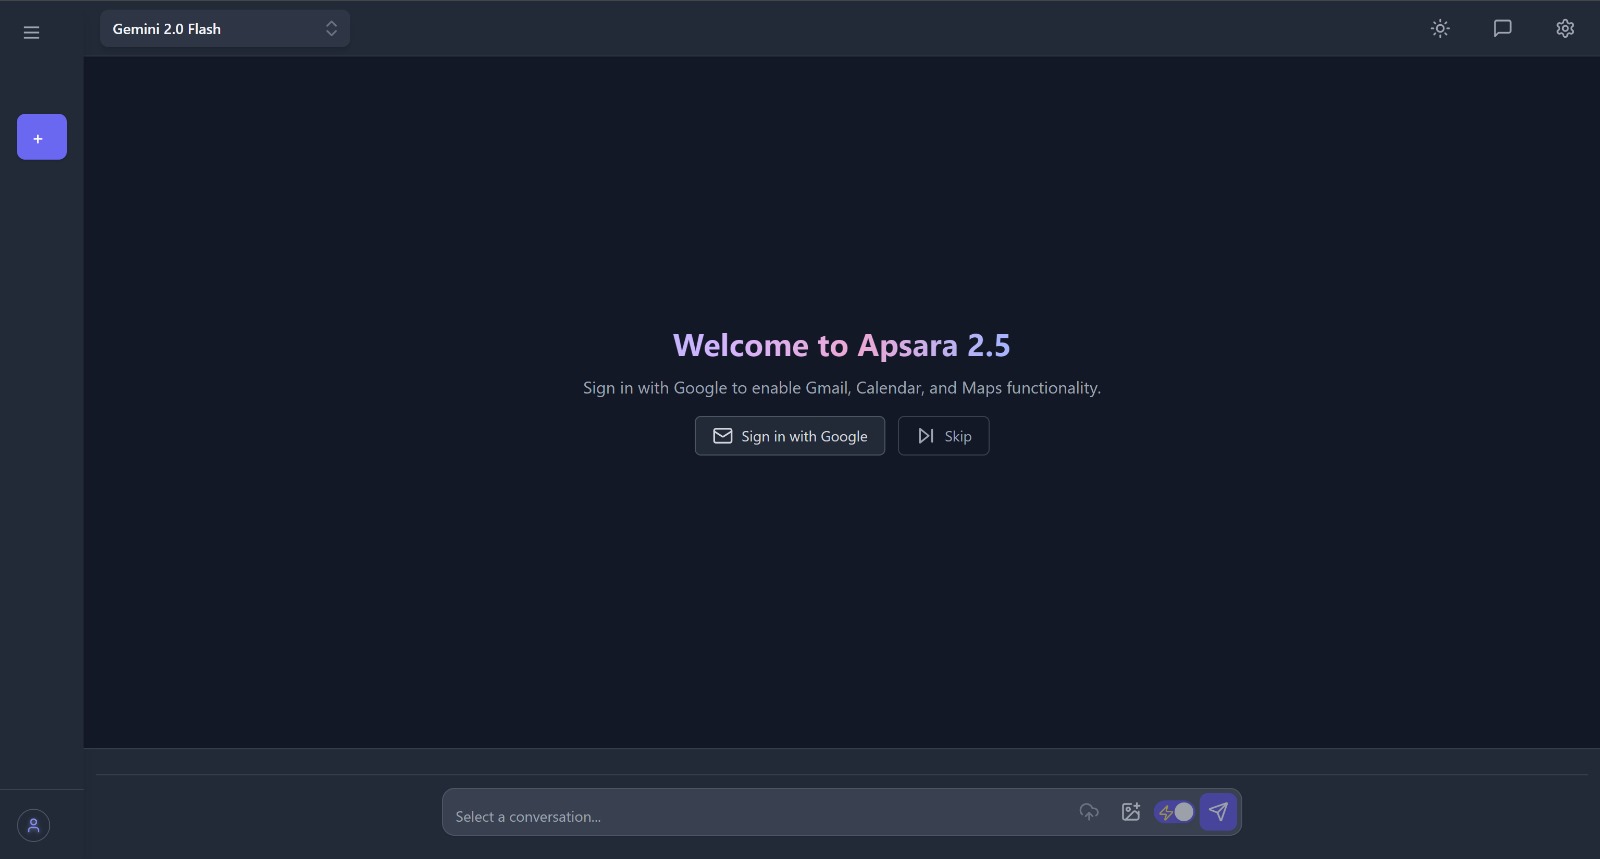 Gemini 2.0 Flash
+
Welcome to Apsara 2.5
Sign in with Google to enable Gmail, Calendar, and Maps functionality.
Sign in with Google
Skip
Select a conversation...